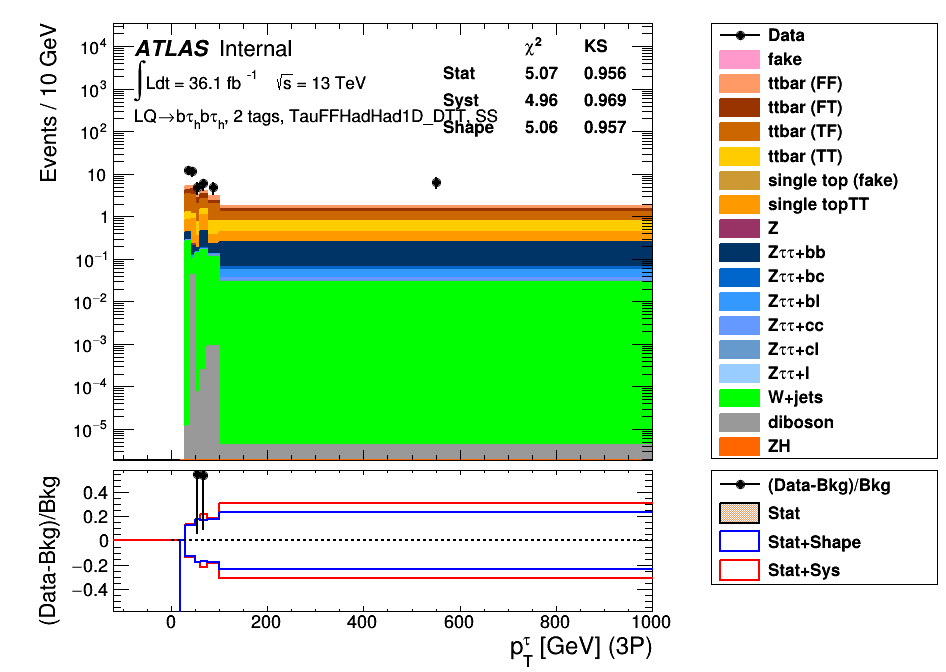 ATLAS Internal
∫Ldt = 36.1 fb⁻¹ √s = 13 TeV
LQ→bτₕbτₕ, 2 tags, TauFFHadHad1D_DTT, SS
χ² KS
Stat 5.07 0.956
Syst 4.96 0.969
Shape 5.06 0.957
Events / 10 GeV
10⁴
10³
10²
10
1
10⁻¹
10⁻²
10⁻³
10⁻⁴
10⁻⁵
Data
fake
ttbar (FF)
ttbar (FT)
ttbar (TF)
ttbar (TT)
single top (fake)
single topTT
Z
Zττ+bb
Zττ+bc
Zττ+bl
Zττ+cc
Zττ+cl
Zττ+l
W+jets
diboson
ZH
(Data-Bkg)/Bkg
0.4
0.2
0
−0.2
−0.4
0 200 400 600 800 1000
p_T^τ [GeV] (3P)
(Data-Bkg)/Bkg
Stat
Stat+Shape
Stat+Sys